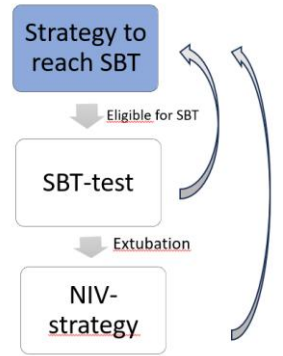 Strategy to
reach SBT
Eligible for SBT
SBT-test
Extubation
NIV-
strategy